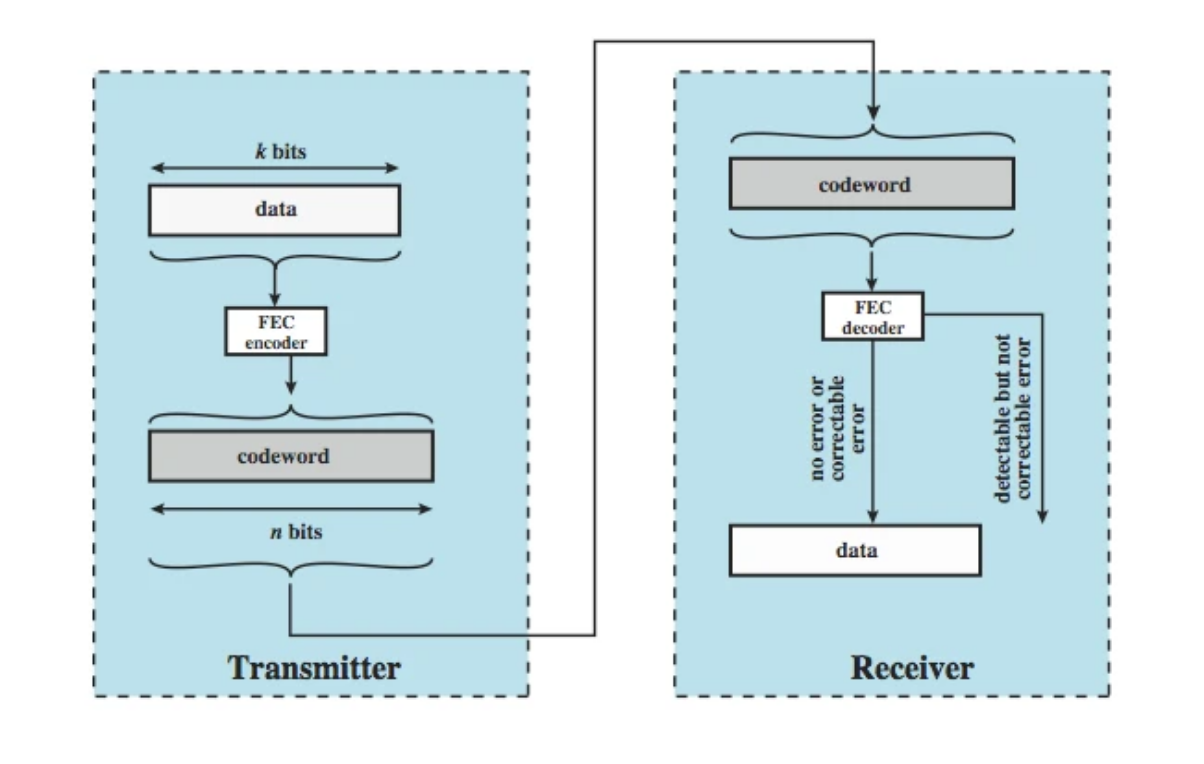 k bits
data
FEC
encoder
codeword
n bits
Transmitter
codeword
FEC
decoder
no error or
correctable
error
detectable but not
correctable error
data
Receiver